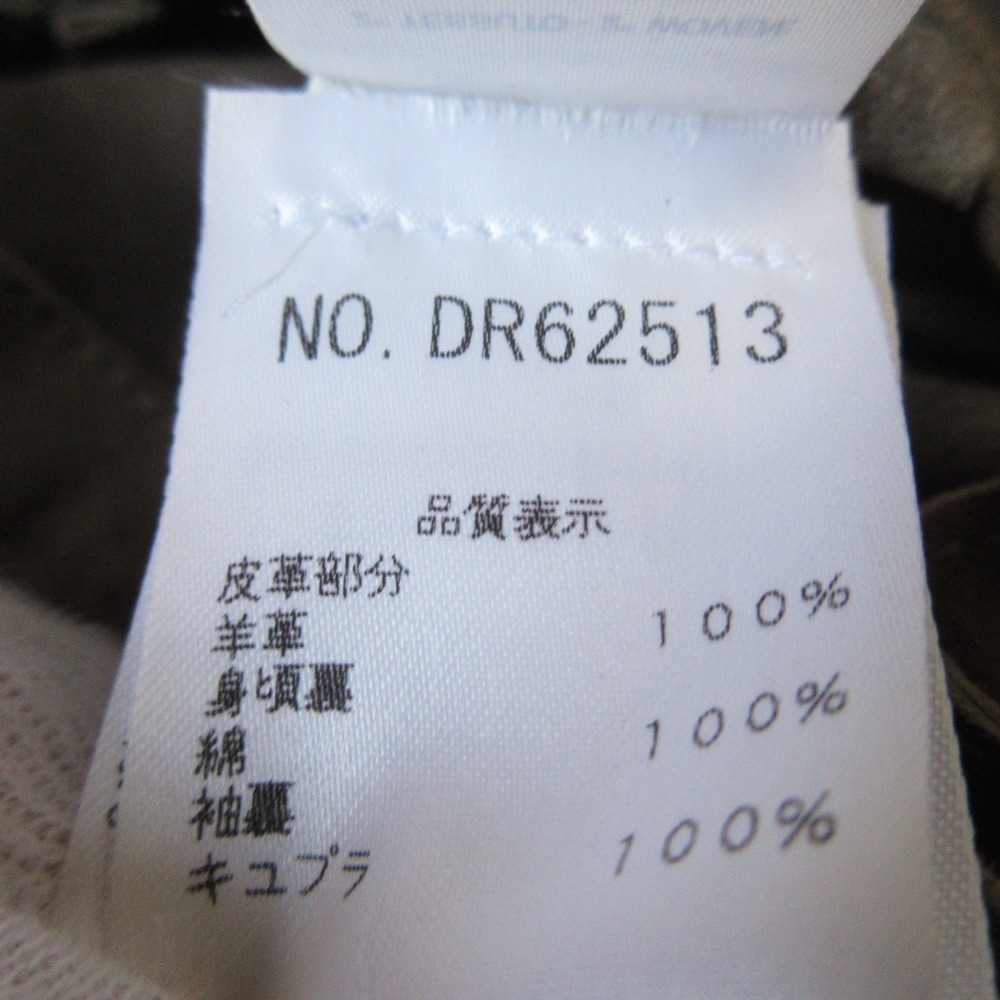 NO. DR62513
品質表示
皮革部分
羊革 100%
身頃裏
綿 100%
袖裏
キュプラ 100%